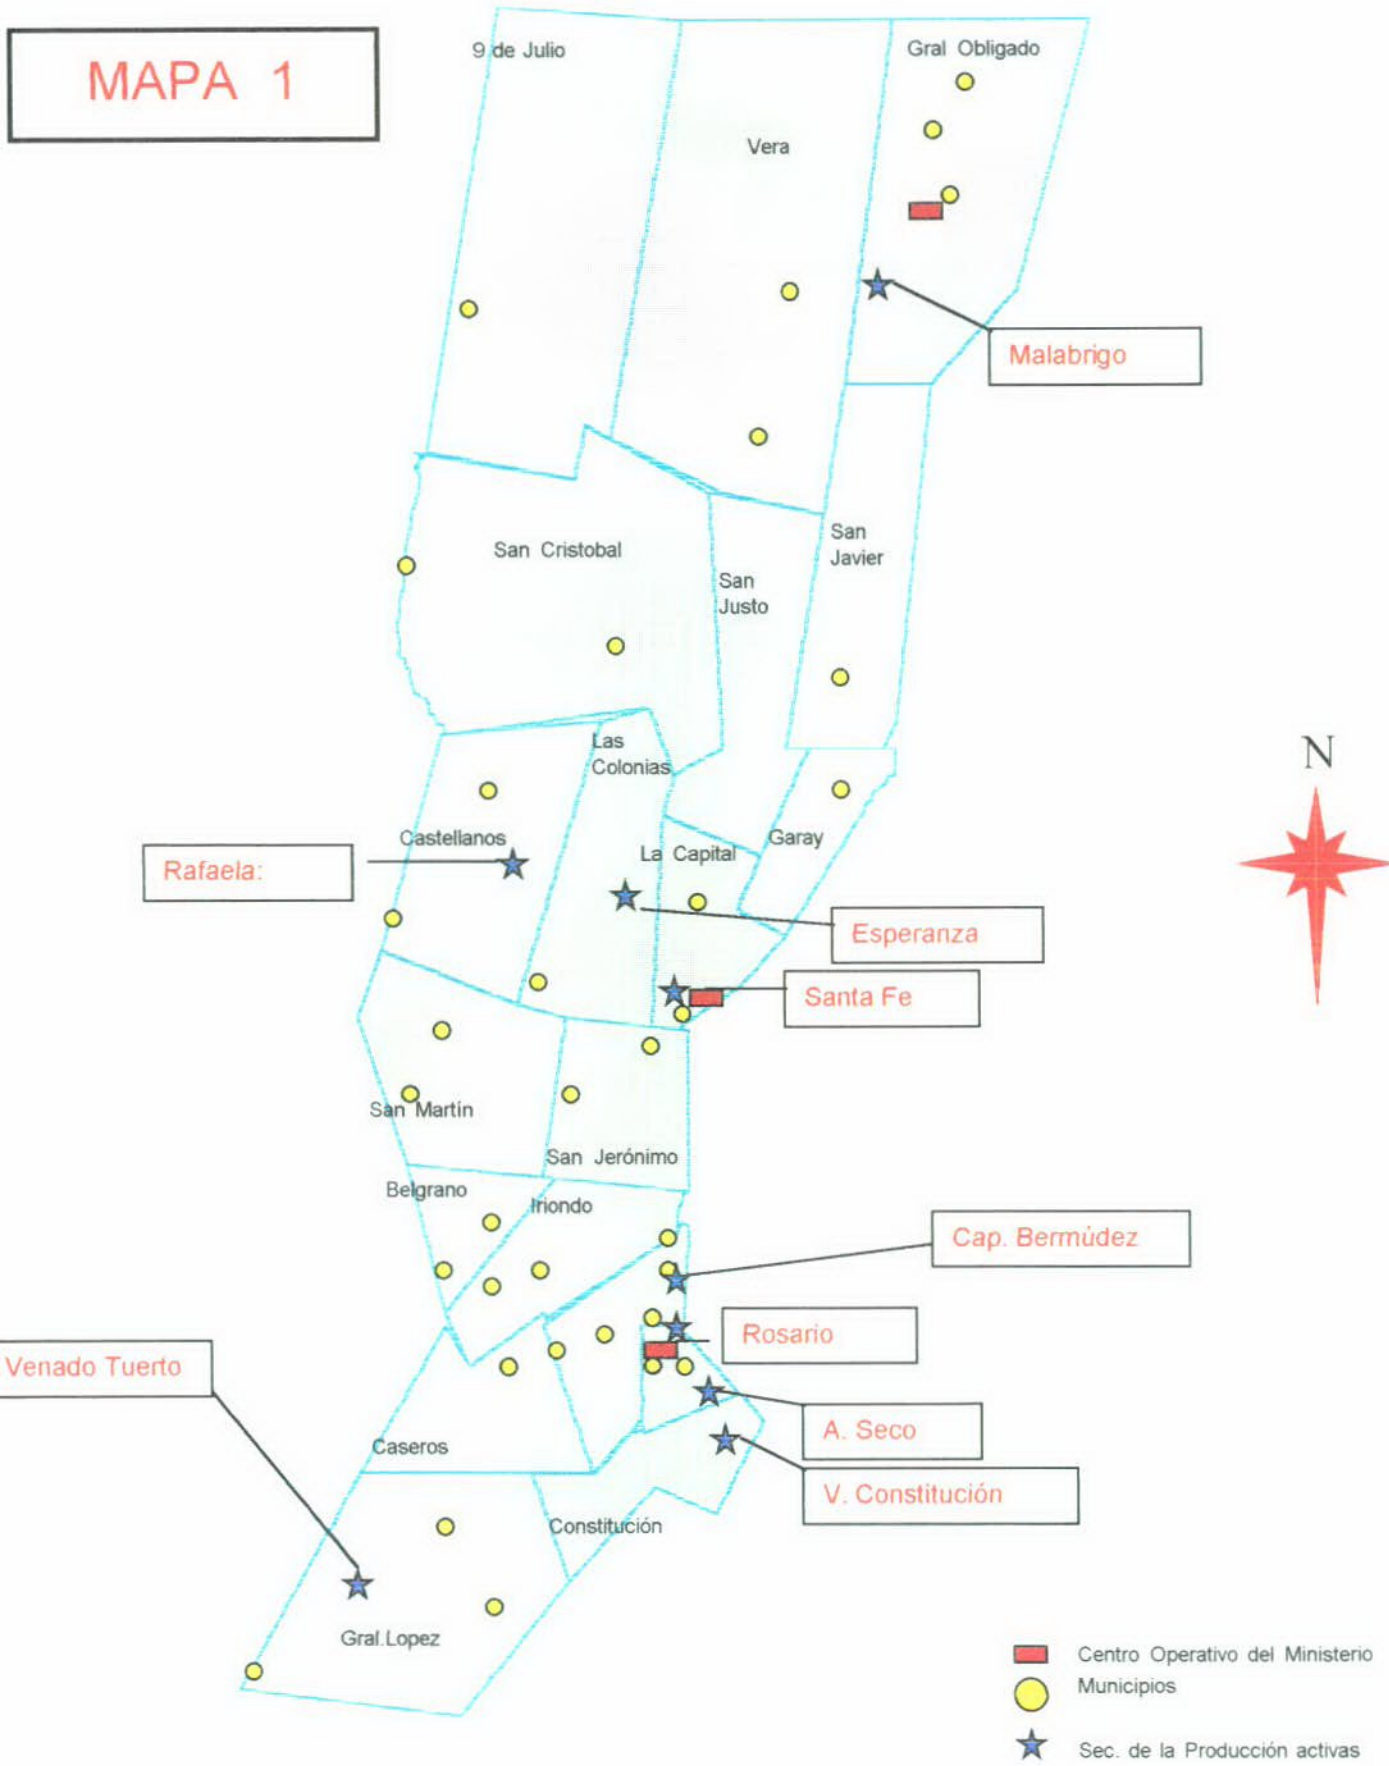 MAPA 1
9 de Julio
Gral Obligado
Vera
Malabrigo
San Cristobal
San
Javier
San
Justo
Las
Colonias
N
Castellanos
La Capital
Garay
Rafaela:
Esperanza
Santa Fe
San Martín
San Jerónimo
Belgrano
Iriondo
Cap. Bermúdez
Rosario
Venado Tuerto
A. Seco
Caseros
V. Constitución
Constitución
Gral.Lopez
Centro Operativo del Ministerio
Municipios
Sec. de la Producción activas